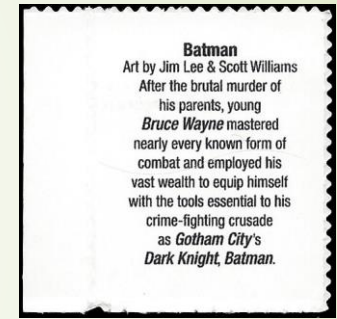 Batman
Art by Jim Lee & Scott Williams
After the brutal murder of
his parents, young
Bruce Wayne mastered
nearly every known form of
combat and employed his
vast wealth to equip himself
with the tools essential to his
crime-fighting crusade
as Gotham City's
Dark Knight, Batman.